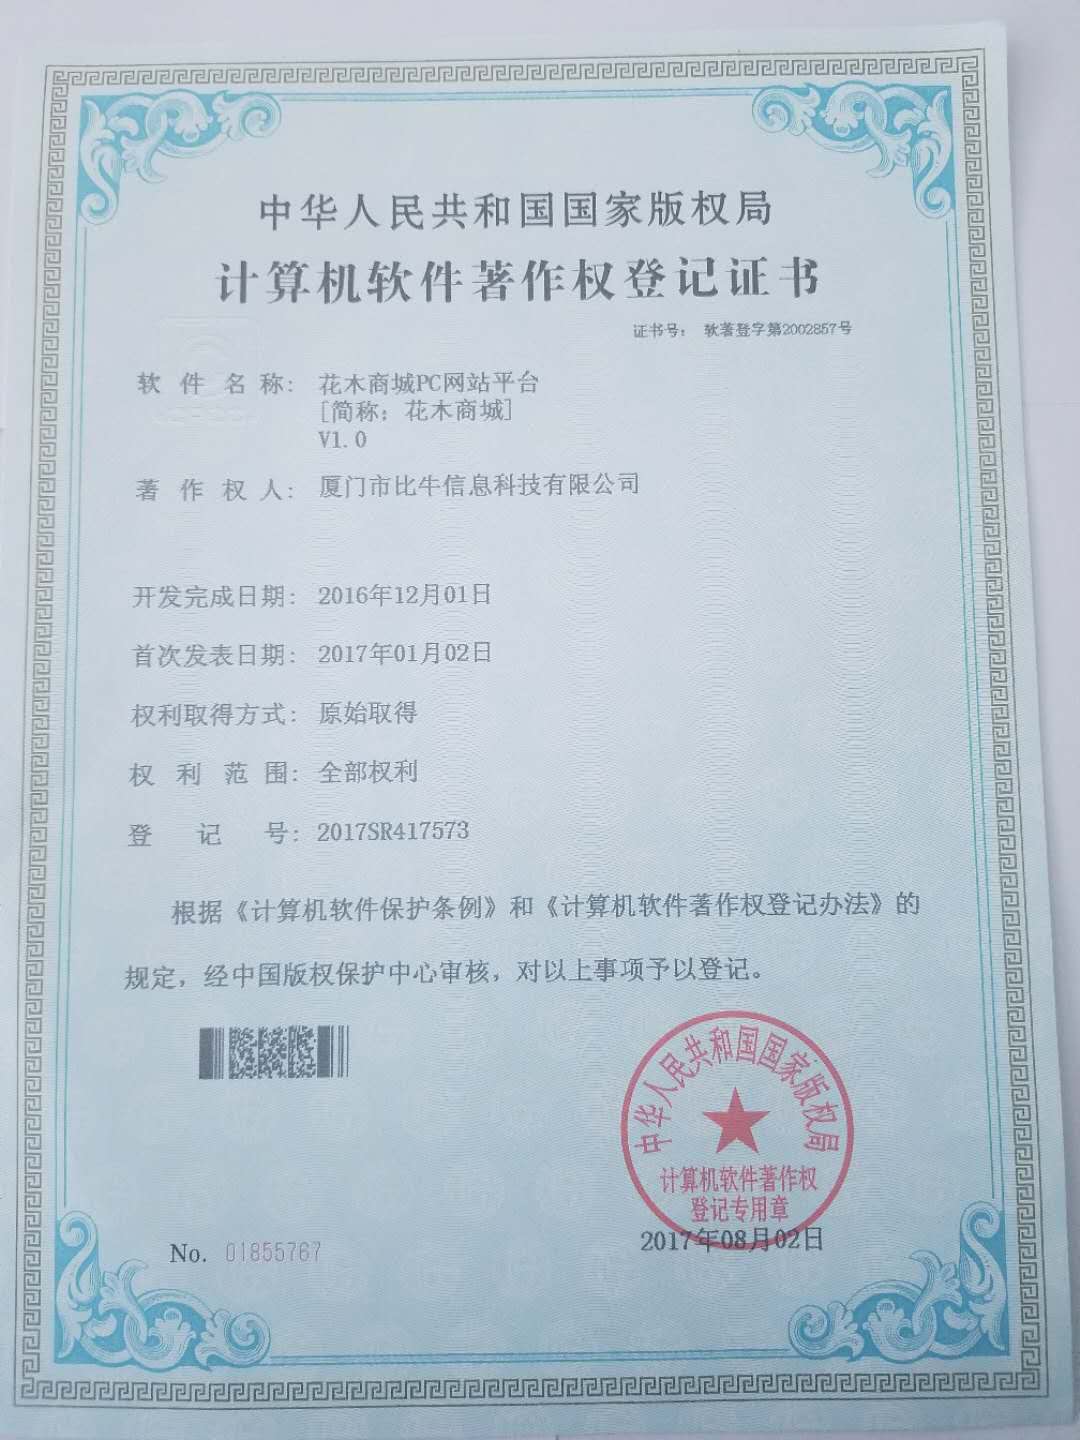 中华人民共和国国家版权局
计算机软件著作权登记证书
证书号： 软著登字第2002857号
软件名称： 花木商城PC网站平台
[简称：花木商城]
V1.0
著作权人： 厦门市比牛信息科技有限公司
开发完成日期： 2016年12月01日
首次发表日期： 2017年01月02日
权利取得方式： 原始取得
权利范围： 全部权利
登记号： 2017SR417573
根据《计算机软件保护条例》和《计算机软件著作权登记办法》的
规定，经中国版权保护中心审核，对以上事项予以登记。
中华人民共和国国家版权局
计算机软件著作权
登记专用章
No. 01855767
2017年08月02日